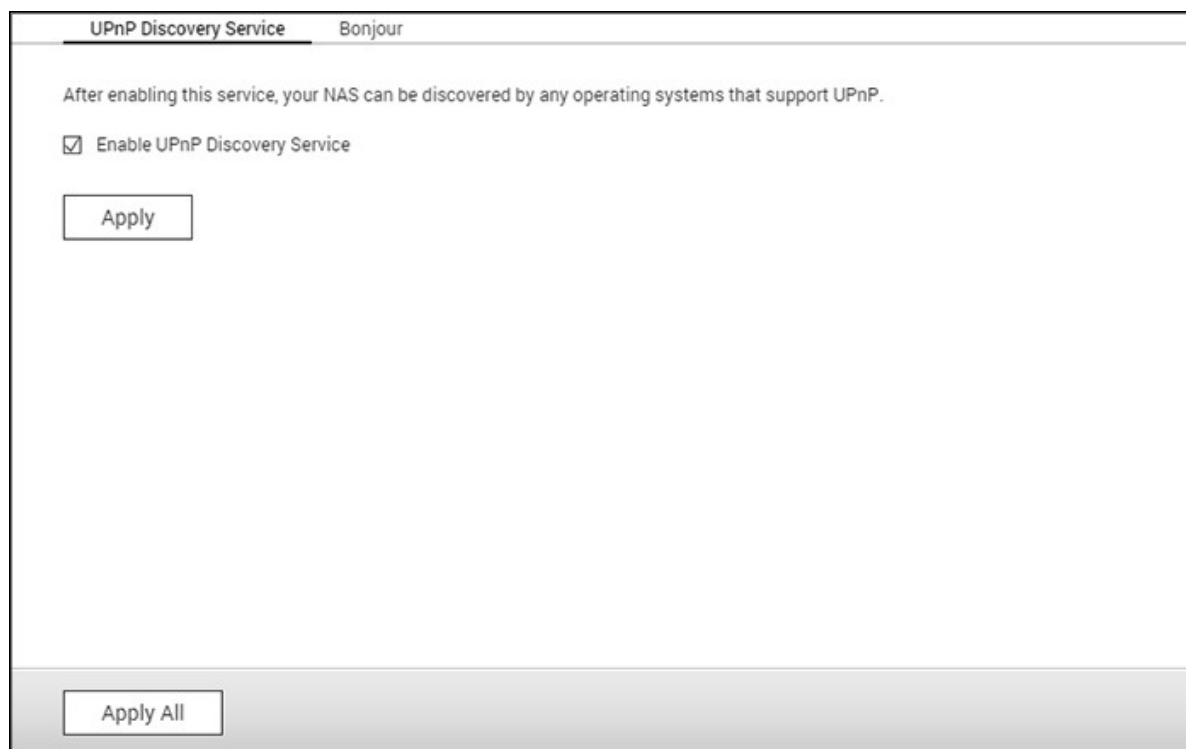 UPnP Discovery Service Bonjour
After enabling this service, your NAS can be discovered by any operating systems that support UPnP.
Enable UPnP Discovery Service
Apply
Apply All